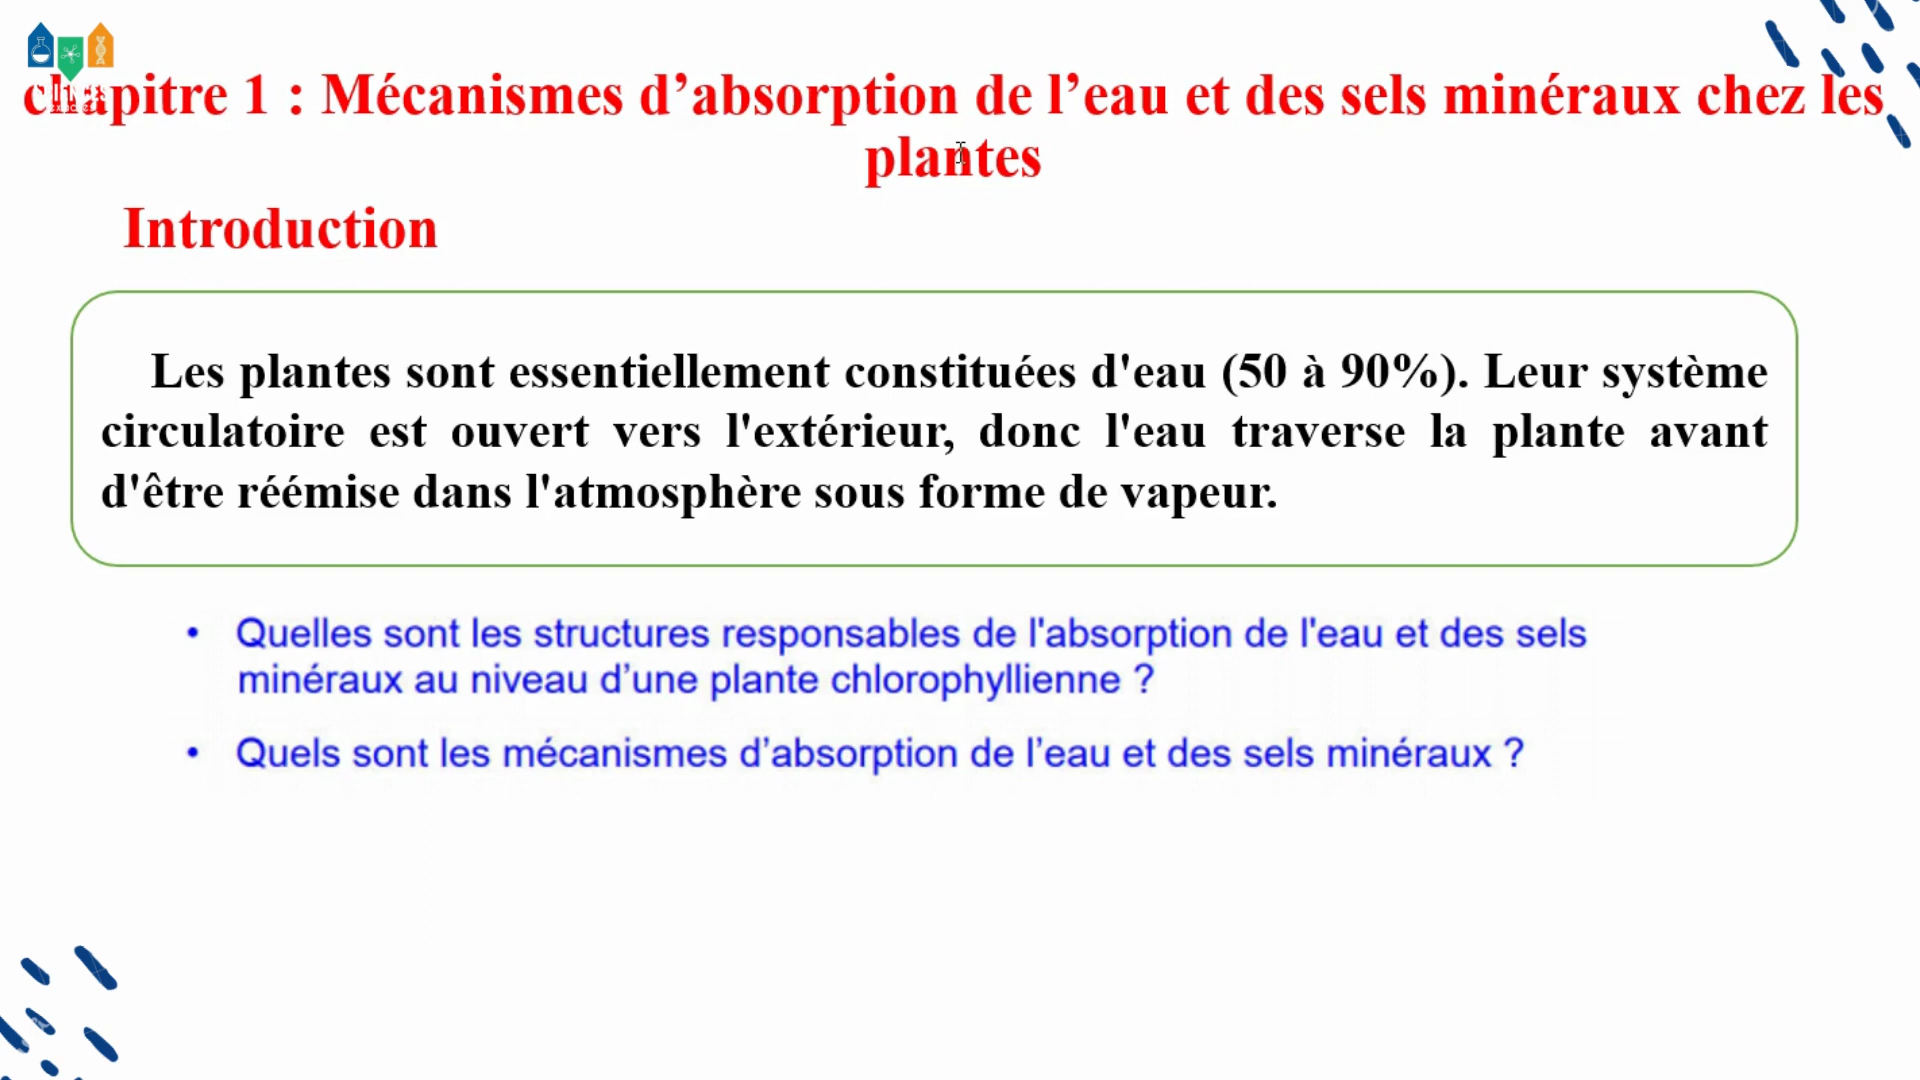 chapitre 1 : Mécanismes d’absorption de l’eau et des sels minéraux chez les
plantes
Introduction
Les plantes sont essentiellement constituées d'eau (50 à 90%). Leur système
circulatoire est ouvert vers l'extérieur, donc l'eau traverse la plante avant
d'être réémise dans l'atmosphère sous forme de vapeur.
• Quelles sont les structures responsables de l'absorption de l'eau et des sels
minéraux au niveau d’une plante chlorophyllienne ?
• Quels sont les mécanismes d’absorption de l’eau et des sels minéraux ?